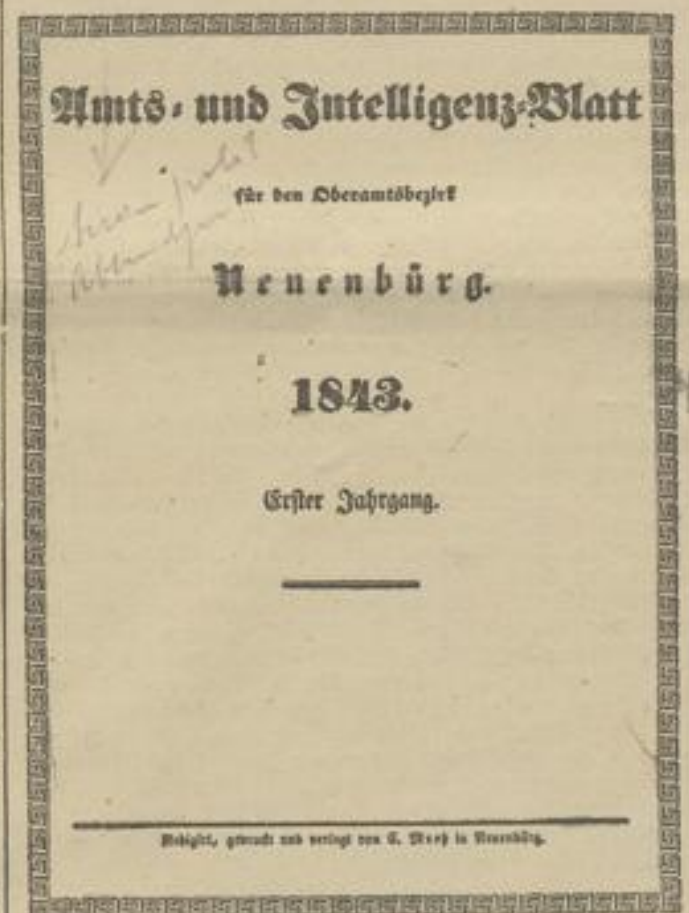 Amts- und Intelligenz-Blatt
für den Oberamtsbezirk
Neuenbürg.
1843.
Erster Jahrgang.
Redigirt, gedruckt und verlegt von C. Meeh in Neuenbürg.